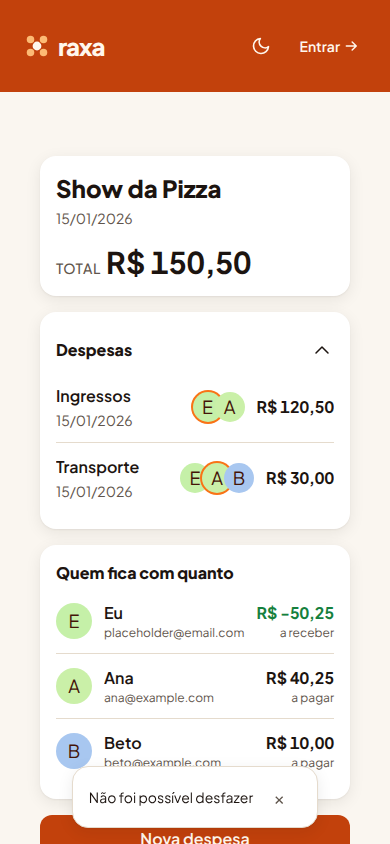 raxa
Entrar →
Show da Pizza
15/01/2026
TOTAL R$ 150,50
Despesas
Ingressos
15/01/2026
E A
R$ 120,50
Transporte
15/01/2026
E A B
R$ 30,00
Quem fica com quanto
E
Eu
placeholder@email.com
R$ -50,25
a receber
A
Ana
ana@example.com
R$ 40,25
a pagar
B
Beto
beto@example.com
R$ 10,00
a pagar
Não foi possível desfazer ×
Nova despesa